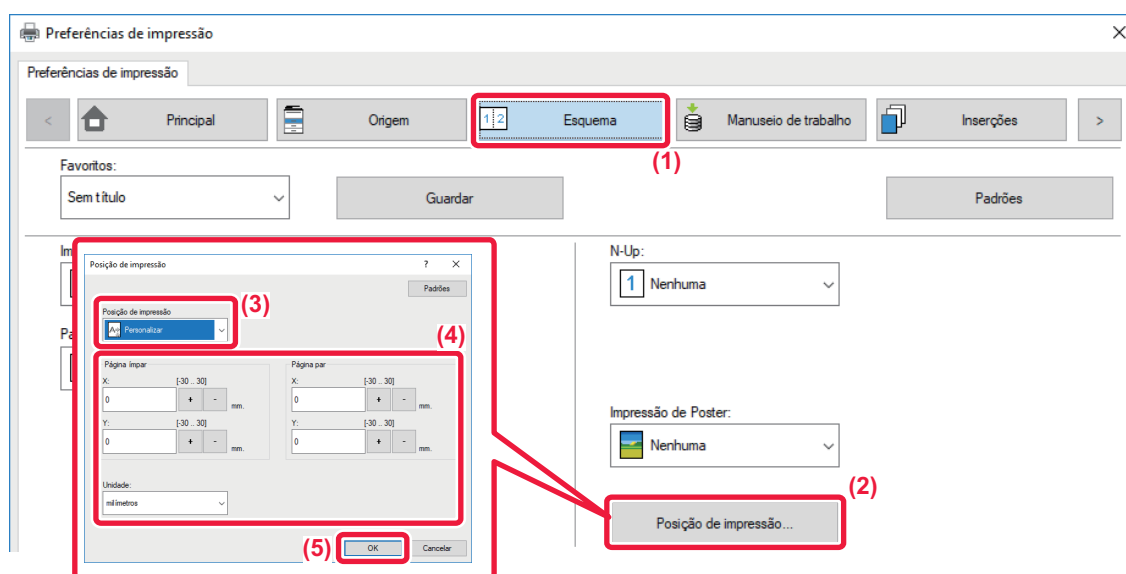 Preferências de impressão
Preferências de impressão
<
Principal
Origem
1 2
Esquema
Manuseio de trabalho
Inserções
>
(1)
Favoritos:
Sem título
Guardar
Padrões
Im
Pa
N-Up:
1 Nenhuma
Impressão de Poster:
Nenhuma
(2)
Posição de impressão...
Posição de impressão
?
Padrões
Posição de impressão
(3)
Personalizar
(4)
Página ímpar
X: [-30 .. 30]
0 + - mm.
Y: [-30 .. 30]
0 + - mm.
Página par
X: [-30 .. 30]
0 + - mm.
Y: [-30 .. 30]
0 + - mm.
Unidade:
milímetros
(5)
OK
Cancelar